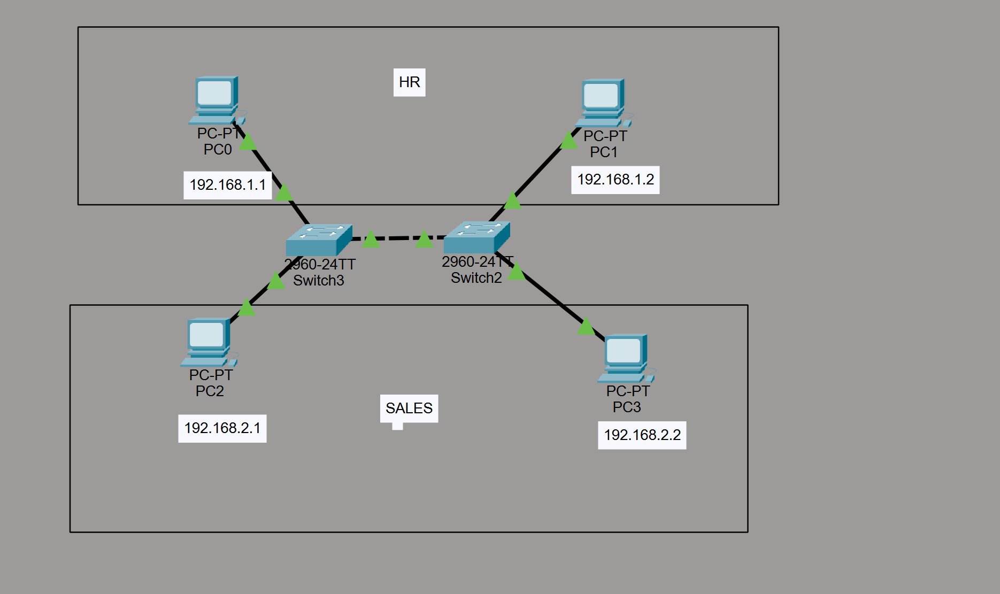 HR
PC-PT
PC0
192.168.1.1
PC-PT
PC1
192.168.1.2
2960-24TT
Switch3
2960-24TT
Switch2
PC-PT
PC2
192.168.2.1
SALES
PC-PT
PC3
192.168.2.2